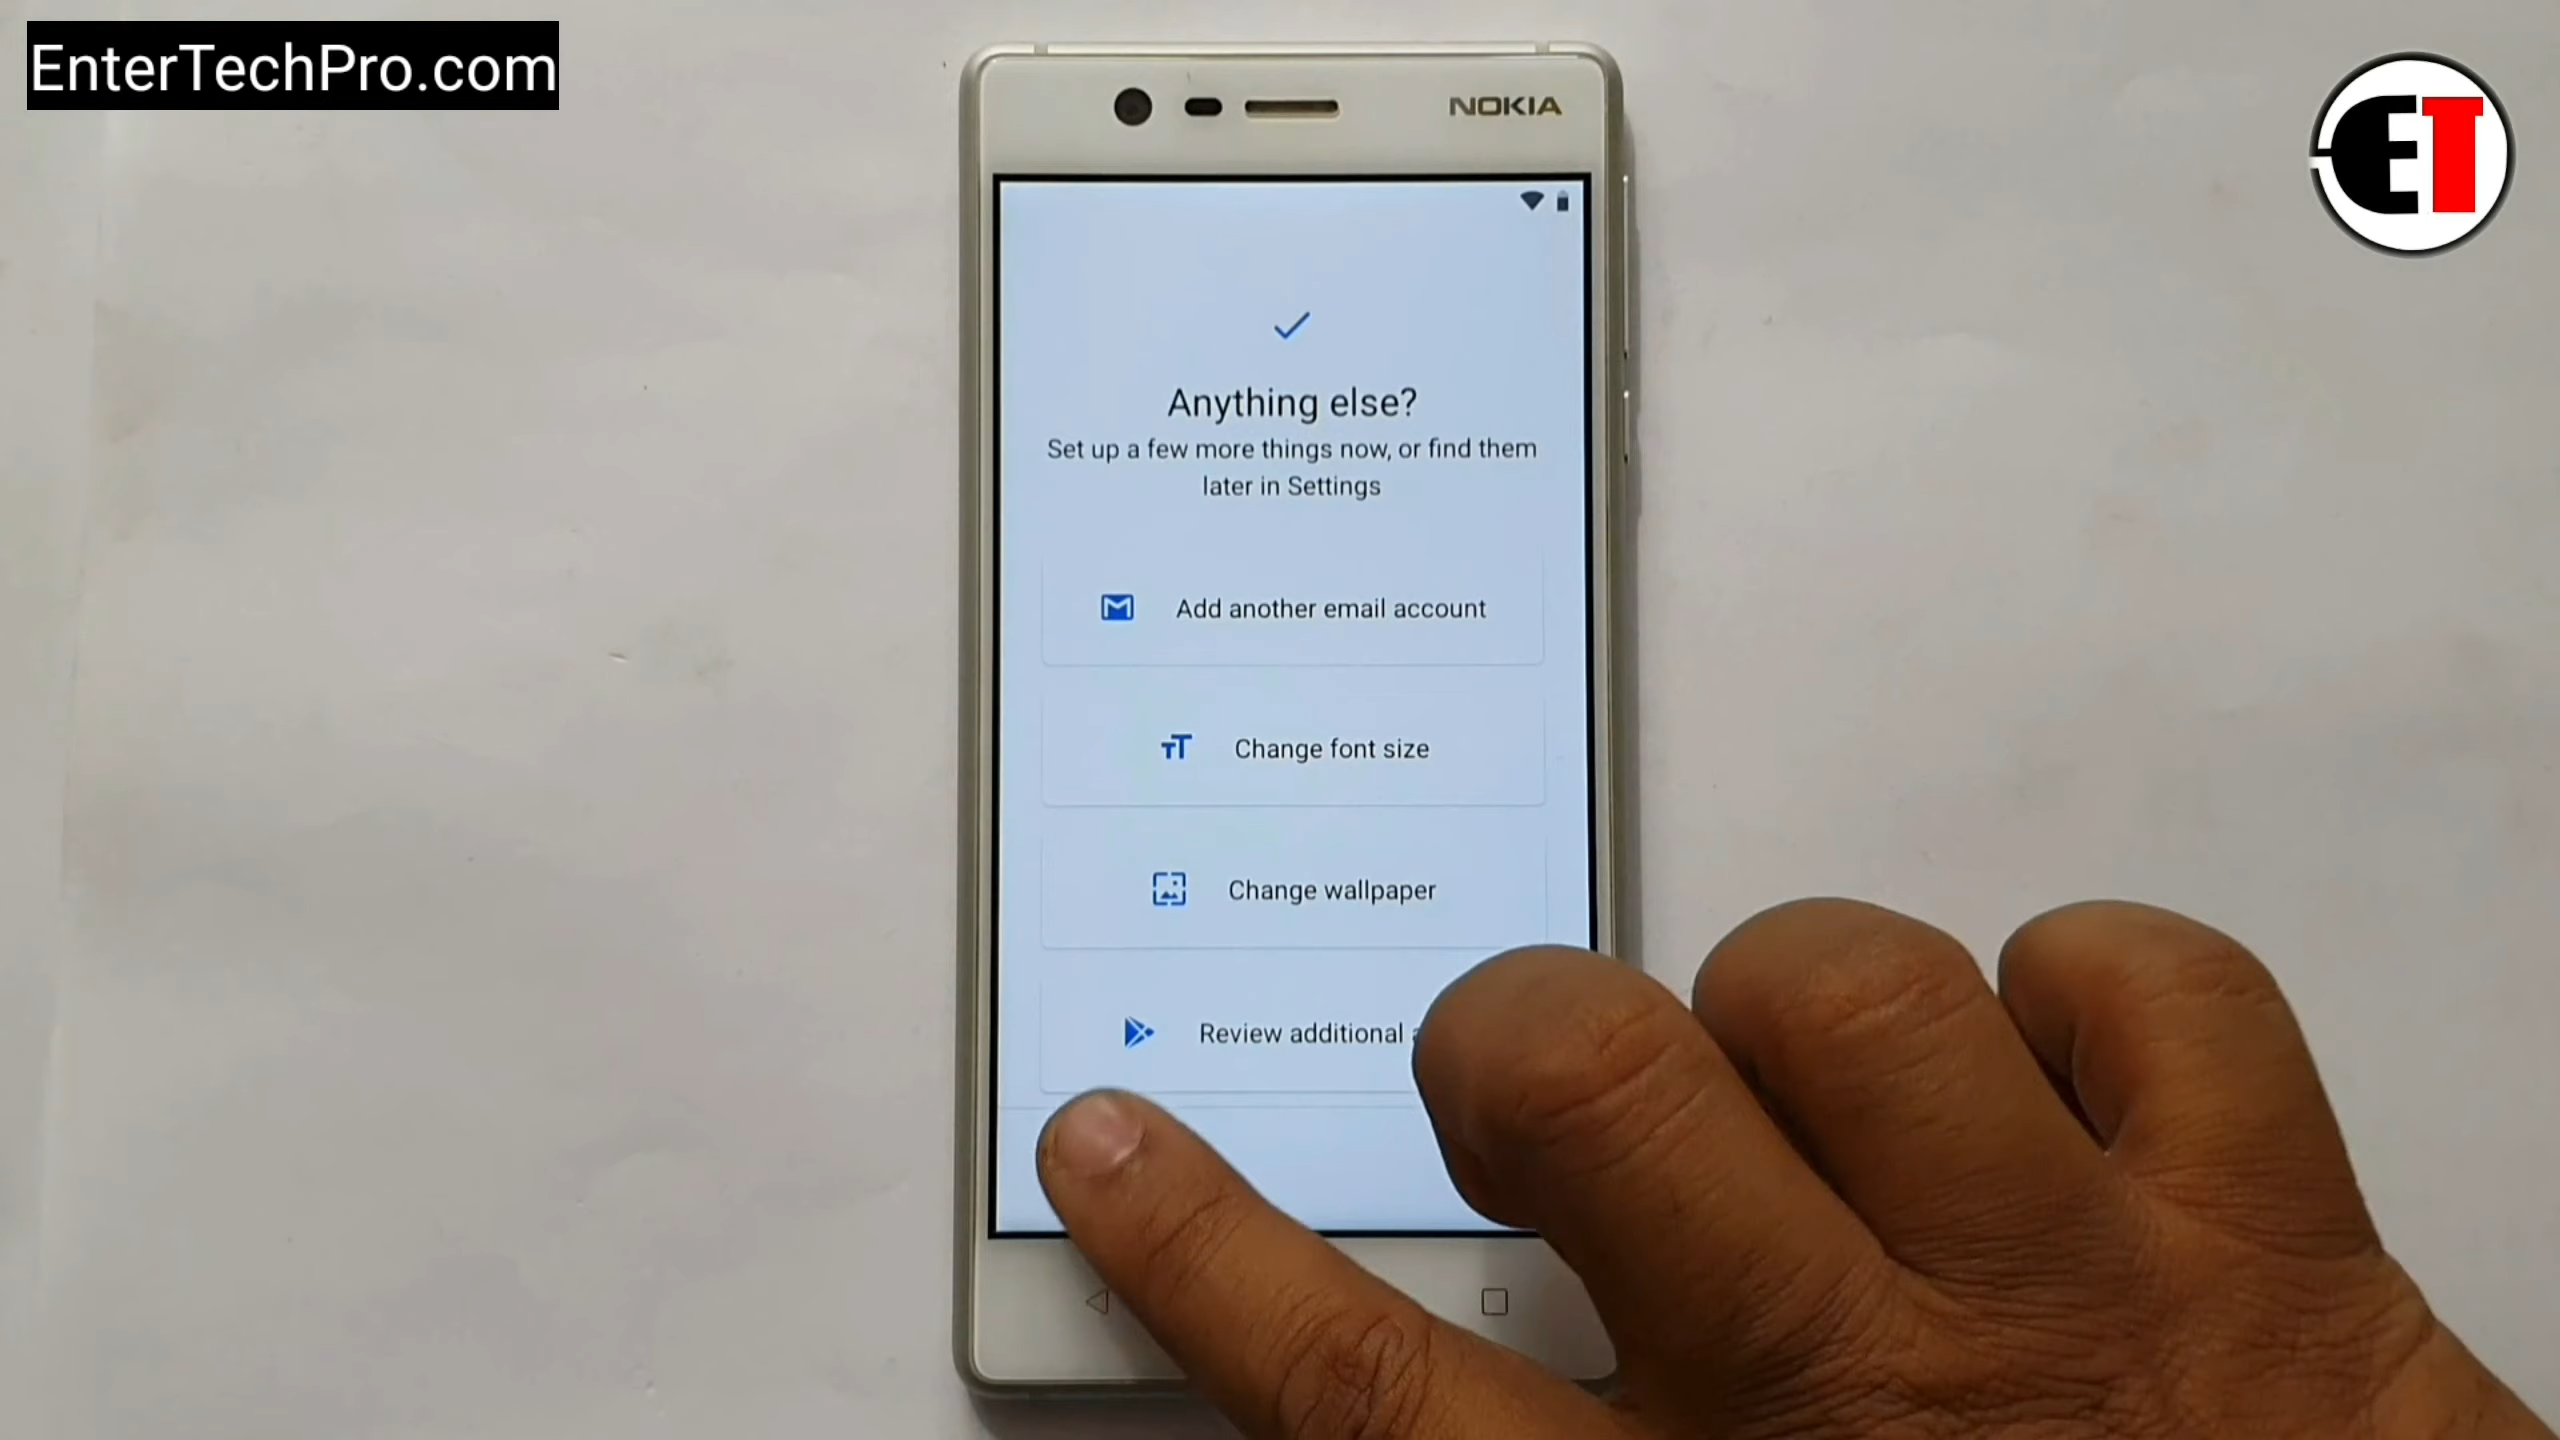 EnterTechPro.com
ET
NOKIA
Anything else?
Set up a few more things now, or find them
later in Settings
Add another email account
Change font size
Change wallpaper
Review additional